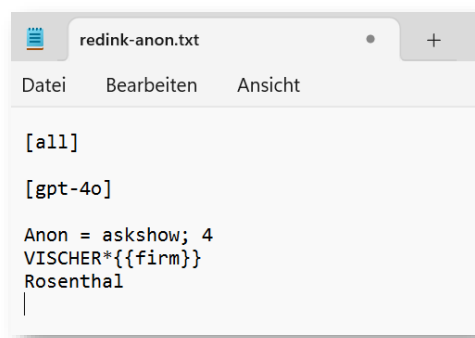 redink-anon.txt
Datei Bearbeiten Ansicht
[all]
[gpt-4o]
Anon = askshow; 4
VISCHER*{{firm}}
Rosenthal